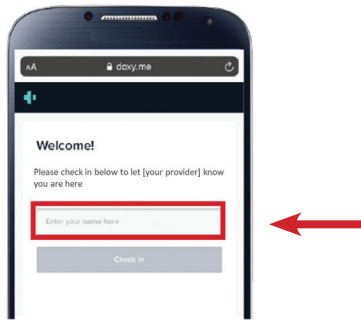 AA doxy.me
Welcome!
Please check in below to let [your provider] know
you are here
Enter your name here
Check in